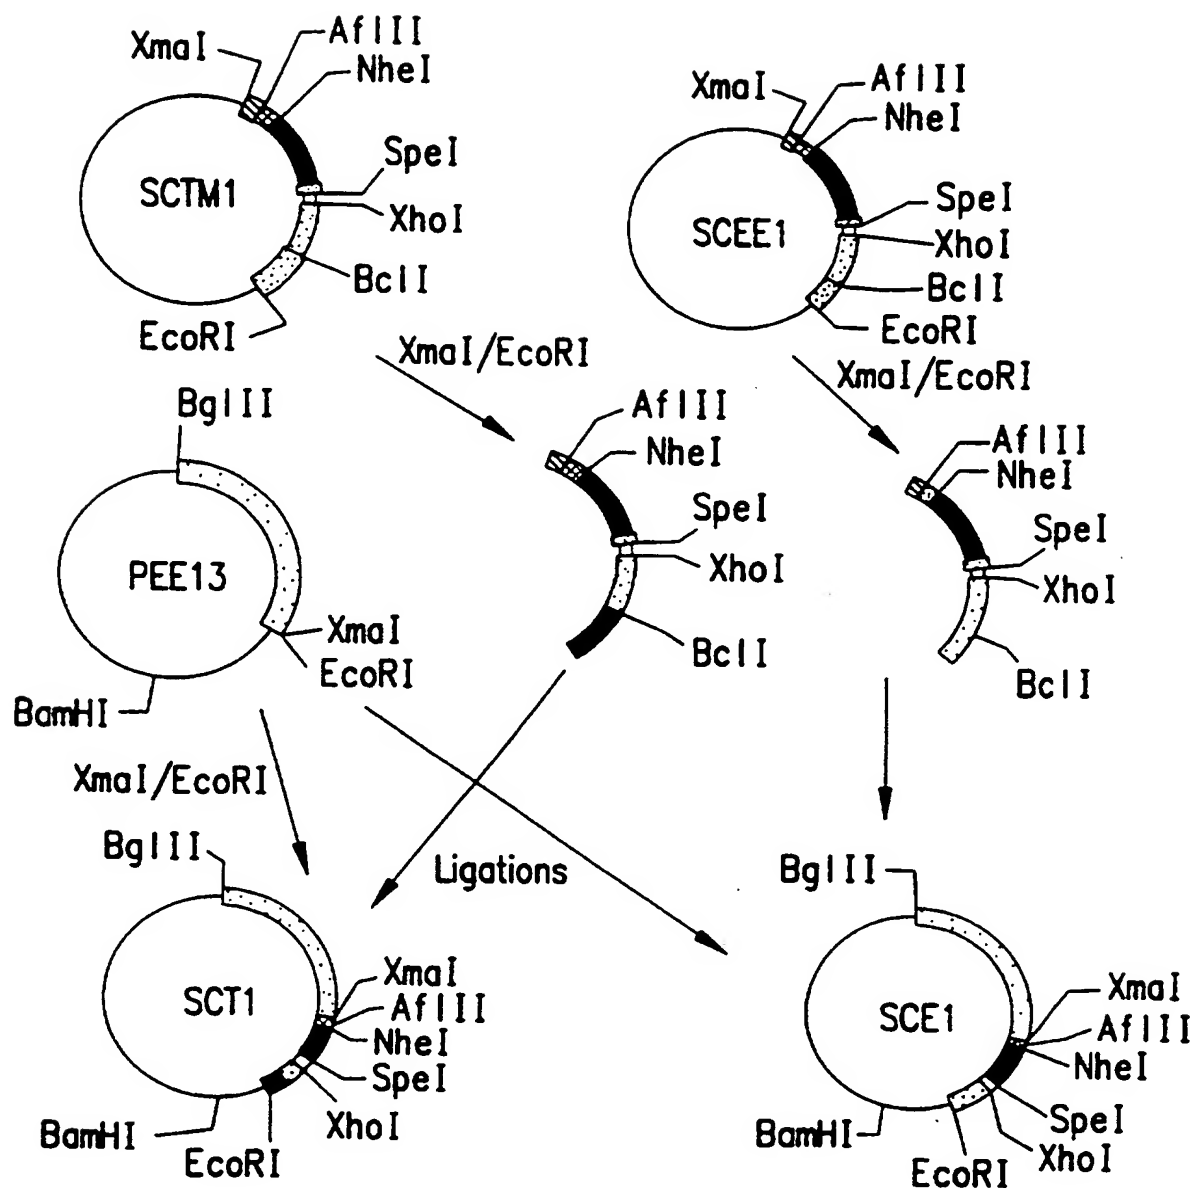 XmaI
AflII
NheI
SCTM1
SpeI
XhoI
BclI
EcoRI
XmaI
AflII
NheI
SCEE1
SpeI
XhoI
BclI
EcoRI
XmaI/EcoRI
XmaI/EcoRI
BglII
PEE13
XmaI
EcoRI
BamHI
AflII
NheI
SpeI
XhoI
BclI
AflII
NheI
SpeI
XhoI
BclI
XmaI/EcoRI
Ligations
BglII
SCT1
XmaI
AflII
NheI
SpeI
XhoI
EcoRI
BamHI
BglII
SCE1
XmaI
AflII
NheI
SpeI
XhoI
EcoRI
BamHI